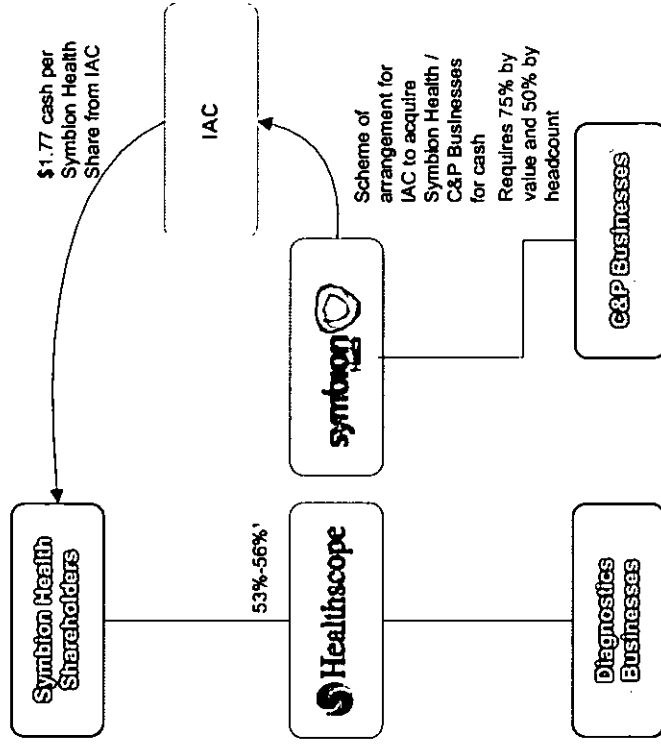 Symbion Health
Shareholders
$1.77 cash per
Symbion Health
Share from IAC
IAC
53%-56%¹
Healthscope
symbion
Scheme of
arrangement for
IAC to acquire
Symbion Health /
C&P Businesses
for cash
Requires 75% by
value and 50% by
headcount
Diagnostics
Businesses
C&P Businesses